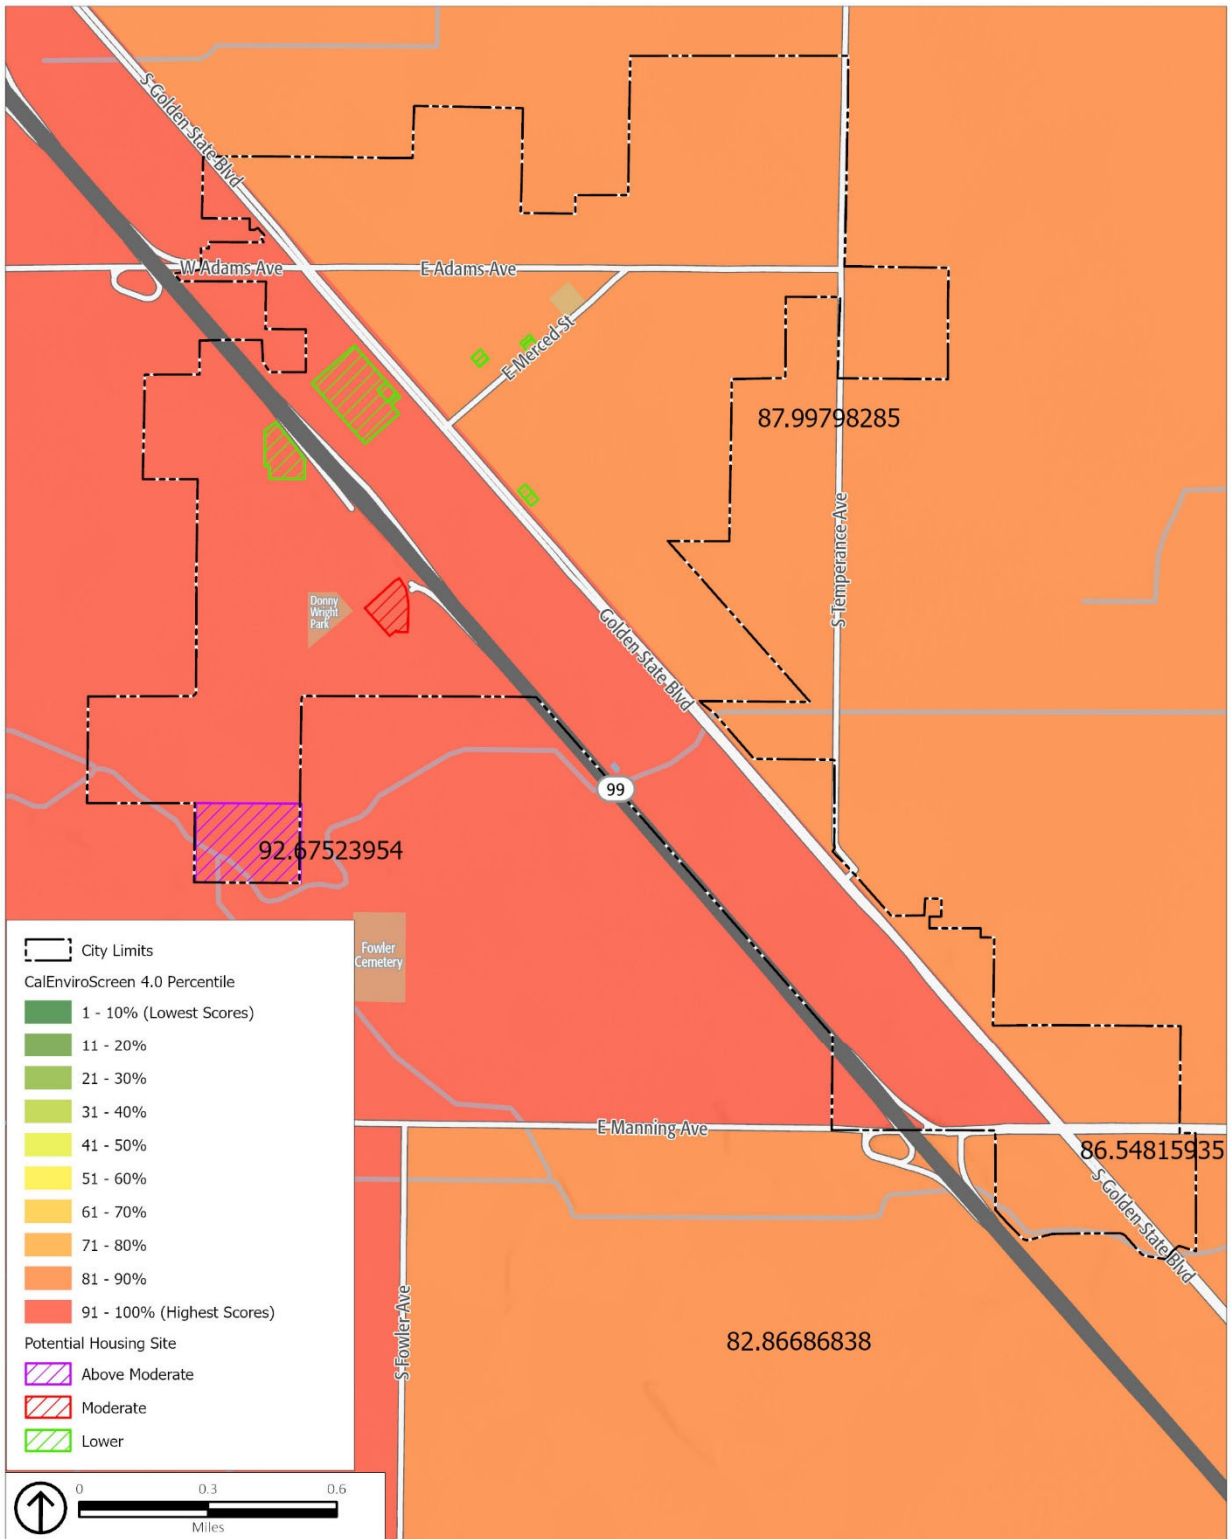 S Golden State Blvd
W Adams Ave
E Adams Ave
E Merced St
87.99798285
S Temperance Ave
Donny
Wright
Park
Golden State Blvd
99
92.67523954
Fowler
Cemetery
E Manning Ave
86.54815935
S Golden State Blvd
S Fowler Ave
82.86686838
City Limits
CalEnviroScreen 4.0 Percentile
1 - 10% (Lowest Scores)
11 - 20%
21 - 30%
31 - 40%
41 - 50%
51 - 60%
61 - 70%
71 - 80%
81 - 90%
91 - 100% (Highest Scores)
Potential Housing Site
Above Moderate
Moderate
Lower
0 0.3 0.6
Miles